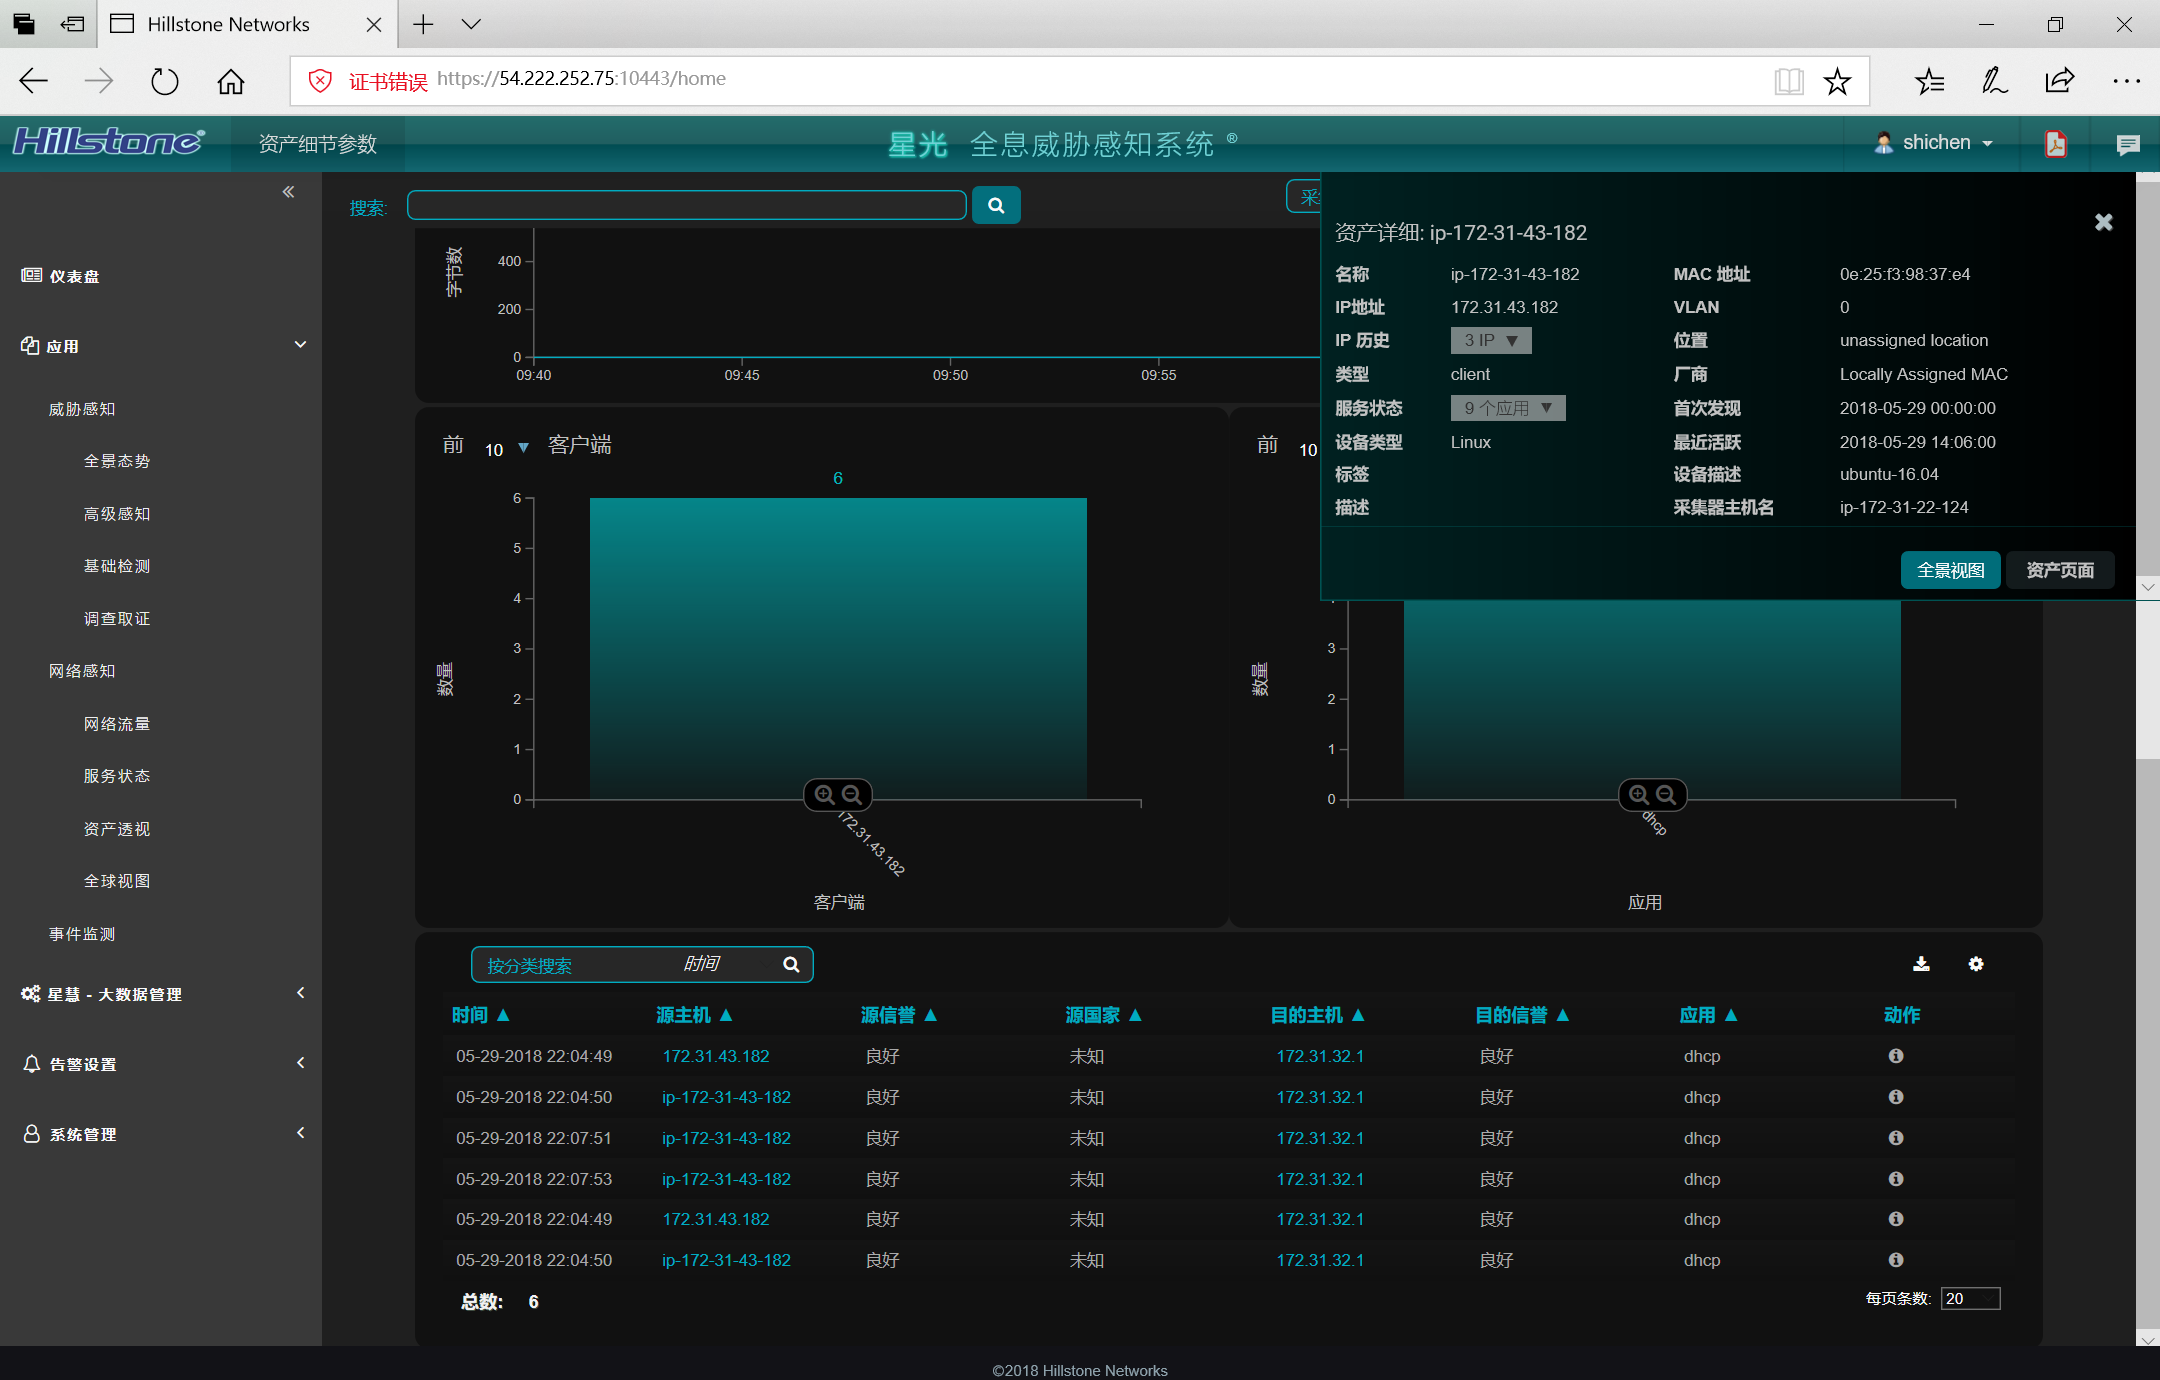 Hillstone Networks
证书错误 https://54.222.252.75:10443/home
Hillstone
资产细节参数
星光 全息威胁感知系统 ®
shichen
搜索:
仪表盘
应用
威胁感知
全景态势
高级感知
基础检测
调查取证
网络感知
网络流量
服务状态
资产透视
全球视图
事件监测
星慧 - 大数据管理
告警设置
系统管理
字节数
400
200
0
09:40 09:45 09:50 09:55
资产详细: ip-172-31-43-182
名称 ip-172-31-43-182 MAC 地址 0e:25:f3:98:37:e4
IP地址 172.31.43.182 VLAN 0
IP 历史 3 IP ▼ 位置 unassigned location
类型 client 厂商 Locally Assigned MAC
服务状态 9 个应用 ▼ 首次发现 2018-05-29 00:00:00
设备类型 Linux 最近活跃 2018-05-29 14:06:00
标签 设备描述 ubuntu-16.04
描述 采集器主机名 ip-172-31-22-124
全景视图 资产页面
前 10 ▼ 客户端
6
6
5
4
3
2
1
0
数量
172.31.43.182
客户端
前 10
3
2
1
0
数量
dhcp
应用
按分类搜索 时间
时间 ▲ 源主机 ▲ 源信誉 ▲ 源国家 ▲ 目的主机 ▲ 目的信誉 ▲ 应用 ▲ 动作
05-29-2018 22:04:49 172.31.43.182 良好 未知 172.31.32.1 良好 dhcp
05-29-2018 22:04:50 ip-172-31-43-182 良好 未知 172.31.32.1 良好 dhcp
05-29-2018 22:07:51 ip-172-31-43-182 良好 未知 172.31.32.1 良好 dhcp
05-29-2018 22:07:53 ip-172-31-43-182 良好 未知 172.31.32.1 良好 dhcp
05-29-2018 22:04:49 172.31.43.182 良好 未知 172.31.32.1 良好 dhcp
05-29-2018 22:04:50 ip-172-31-43-182 良好 未知 172.31.32.1 良好 dhcp
总数: 6
每页条数: 20
©2018 Hillstone Networks